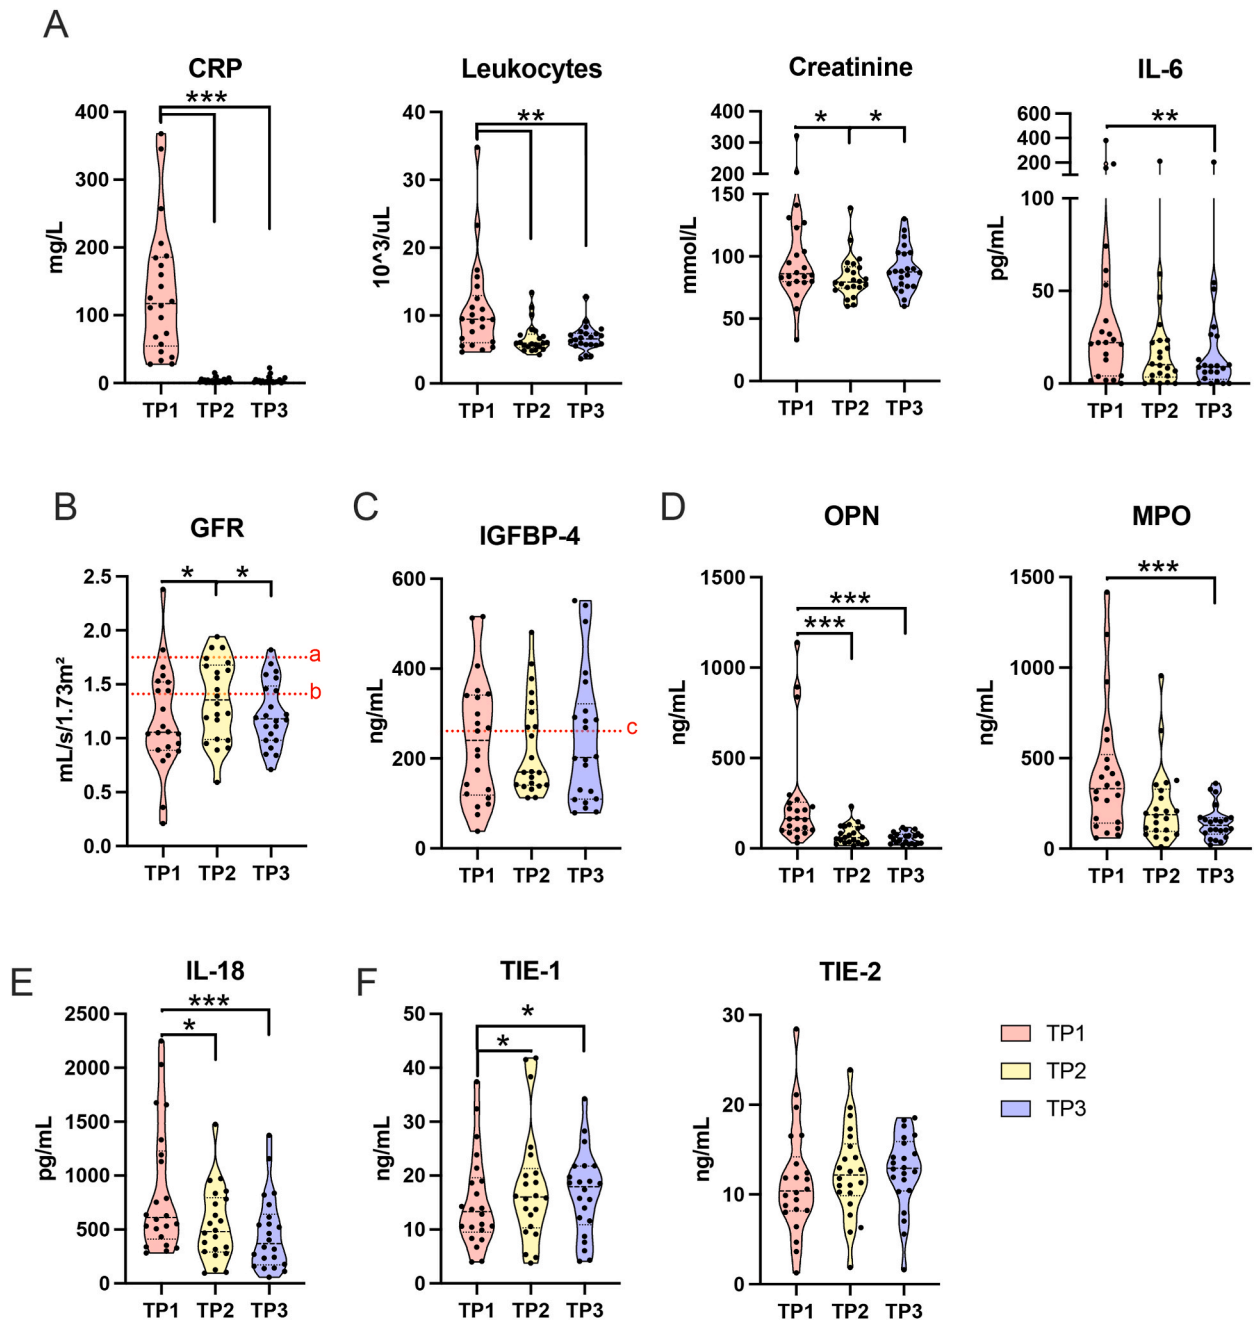 A
CRP
Leukocytes
Creatinine
IL-6
***
**
*
*
**
400
300
200
100
0
mg/L
TP1 TP2 TP3
40
30
20
10
0
10^3/uL
TP1 TP2 TP3
400
300
200
150
100
50
0
mmol/L
TP1 TP2 TP3
600
400
200
100
50
0
pg/mL
TP1 TP2 TP3
B
GFR
*
*
2.5
2.0
1.5
1.0
0.5
0.0
mL/s/1.73m²
a
b
TP1 TP2 TP3
C
IGFBP-4
600
400
200
0
ng/mL
c
TP1 TP2 TP3
D
OPN
***
***
1500
1000
500
0
ng/mL
TP1 TP2 TP3
MPO
***
1500
1000
500
0
ng/mL
TP1 TP2 TP3
E
IL-18
***
*
2500
2000
1500
1000
500
0
pg/mL
TP1 TP2 TP3
F
TIE-1
*
*
50
40
30
20
10
0
ng/mL
TP1 TP2 TP3
TIE-2
30
20
10
0
ng/mL
TP1 TP2 TP3
TP1
TP2
TP3